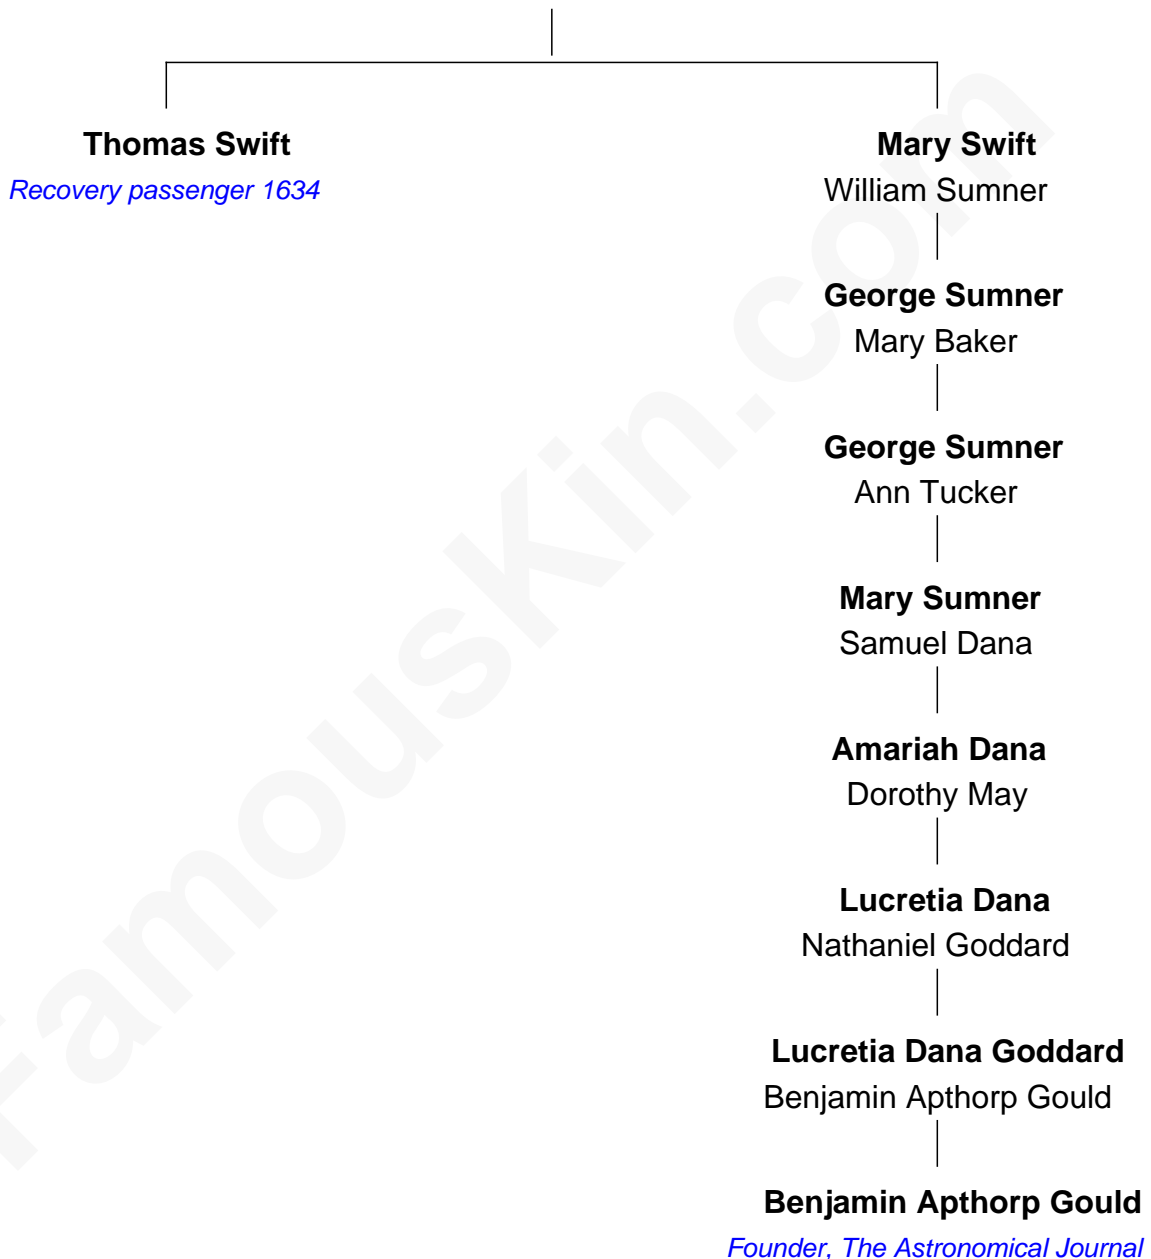 Thomas Swift
Recovery passenger 1634
Mary Swift
William Sumner
George Sumner
Mary Baker
George Sumner
Ann Tucker
Mary Sumner
Samuel Dana
Amariah Dana
Dorothy May
Lucretia Dana
Nathaniel Goddard
Lucretia Dana Goddard
Benjamin Apthorp Gould
Benjamin Apthorp Gould
Founder, The Astronomical Journal
FamousKin.com